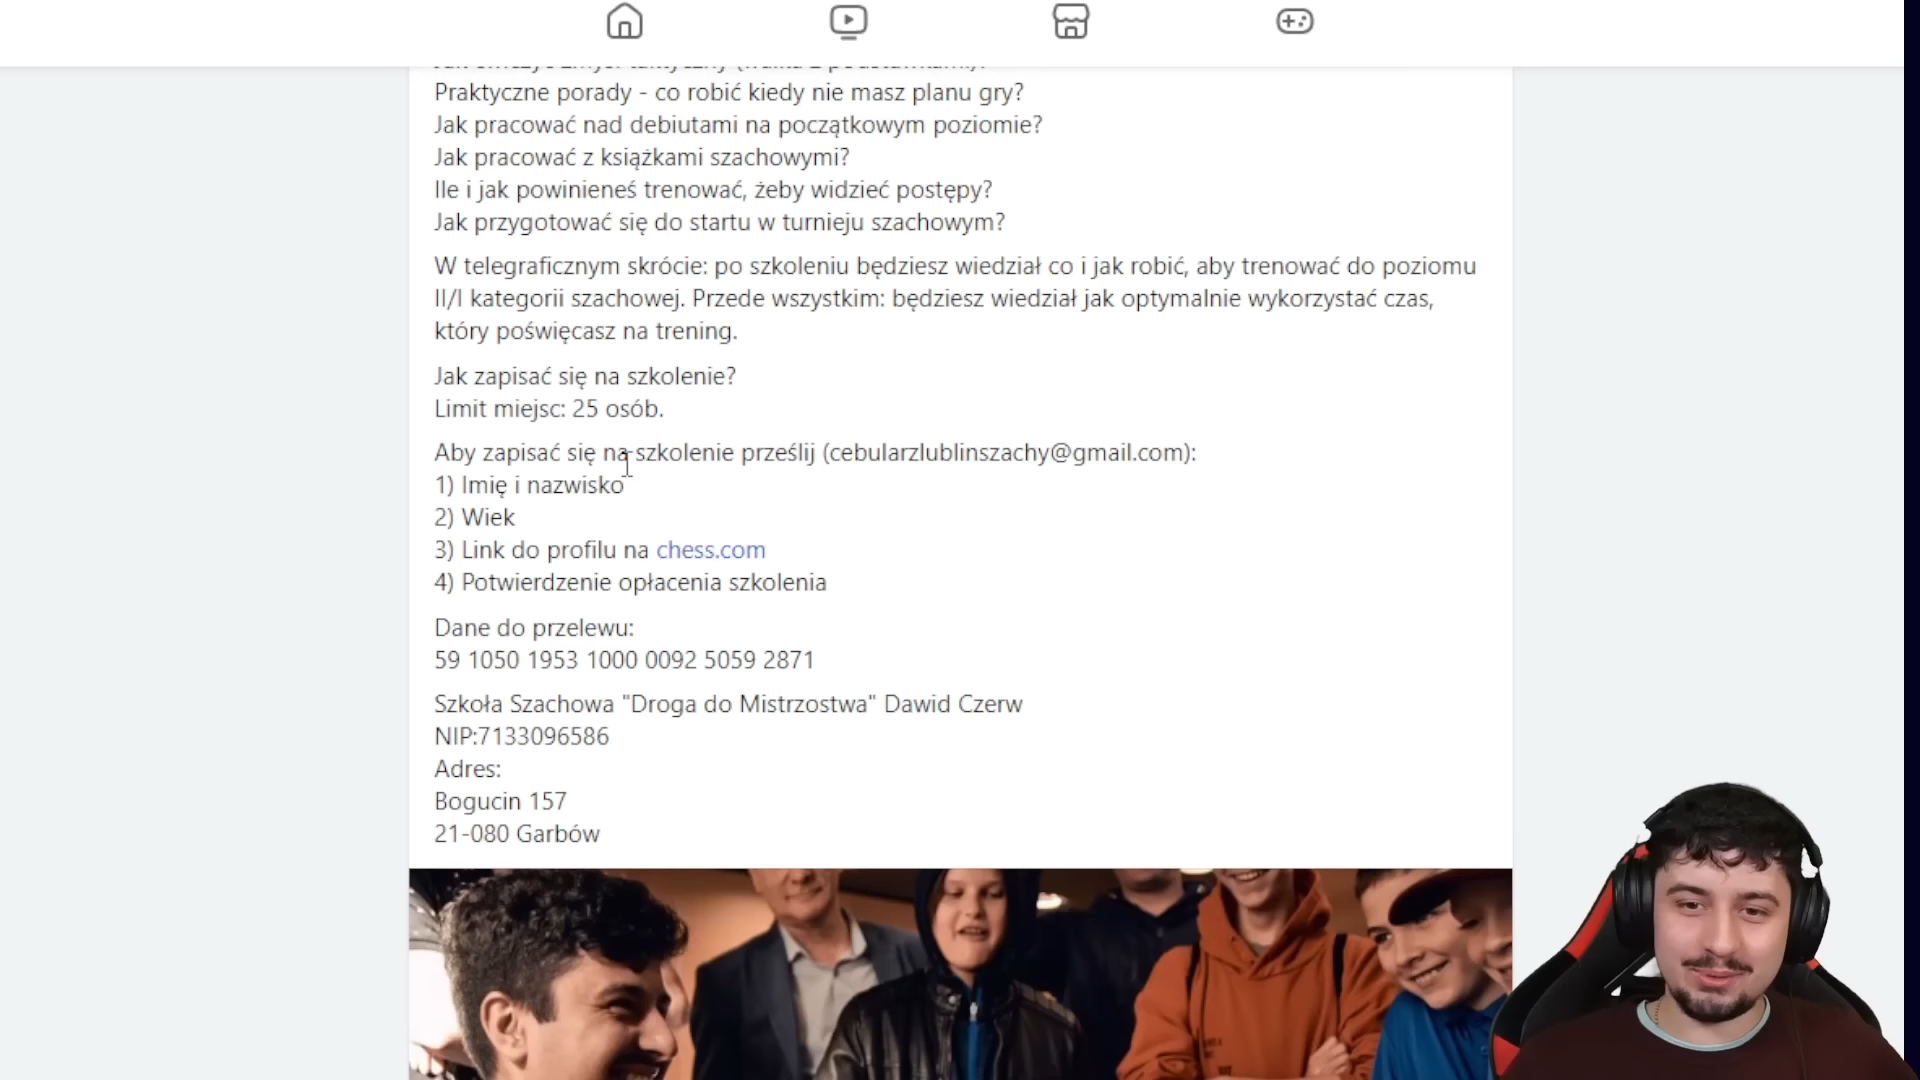 Praktyczne porady - co robić kiedy nie masz planu gry?
Jak pracować nad debiutami na początkowym poziomie?
Jak pracować z książkami szachowymi?
Ile i jak powinieneś trenować, żeby widzieć postępy?
Jak przygotować się do startu w turnieju szachowym?
W telegraficznym skrócie: po szkoleniu będziesz wiedział co i jak robić, aby trenować do poziomu
II/I kategorii szachowej. Przede wszystkim: będziesz wiedział jak optymalnie wykorzystać czas,
który poświęcasz na trening.
Jak zapisać się na szkolenie?
Limit miejsc: 25 osób.
Aby zapisać się na szkolenie prześlij (cebularzlublinszachy@gmail.com):
1) Imię i nazwisko
2) Wiek
3) Link do profilu na chess.com
4) Potwierdzenie opłacenia szkolenia
Dane do przelewu:
59 1050 1953 1000 0092 5059 2871
Szkoła Szachowa "Droga do Mistrzostwa" Dawid Czerw
NIP:7133096586
Adres:
Bogucin 157
21-080 Garbów